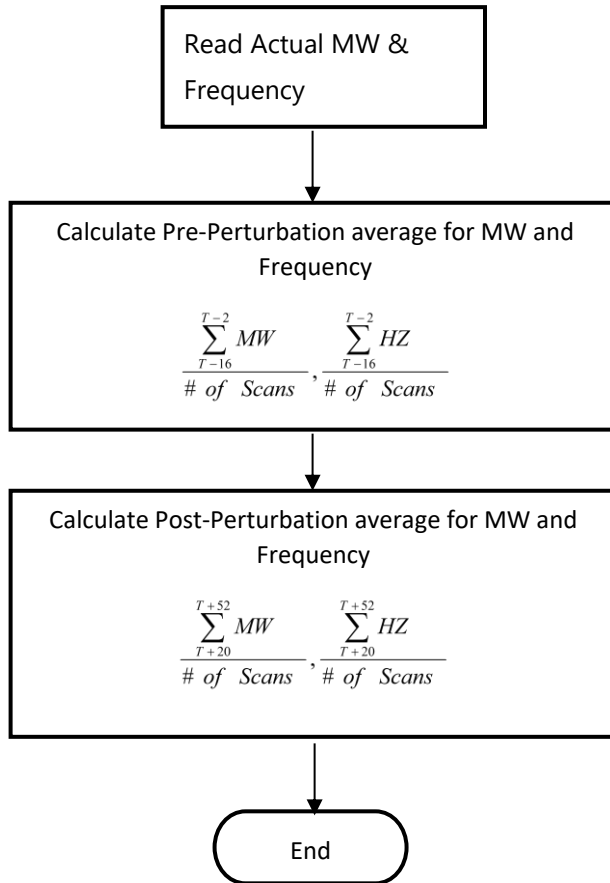 Read Actual MW &
Frequency
Calculate Pre-Perturbation average for MW and
Frequency
T−2 T−2
∑ MW ∑ HZ
T−16 , T−16
# of Scans # of Scans
Calculate Post-Perturbation average for MW and
Frequency
T+52 T+52
∑ MW ∑ HZ
T+20 , T+20
# of Scans # of Scans
End